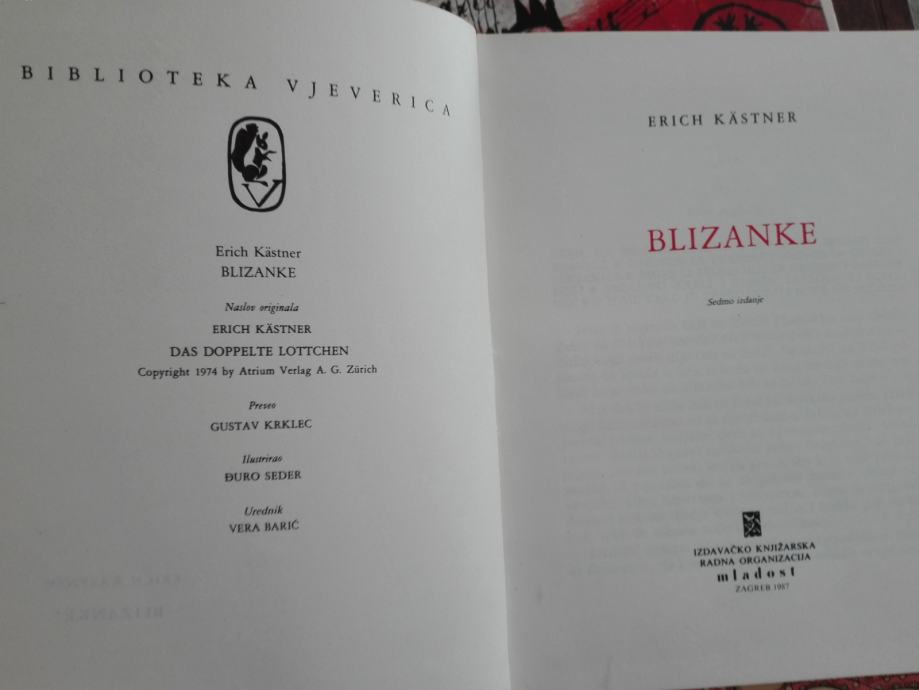 BIBLIOTEKA VJEVERICA
V
Erich Kästner
BLIZANKE
Naslov originala
ERICH KÄSTNER
DAS DOPPELTE LOTTCHEN
Copyright 1974 by Atrium Verlag A. G. Zürich
Preveo
GUSTAV KRKLEC
Ilustrirao
ĐURO SEDER
Urednik
VERA BARIĆ
ERICH KÄSTNER
BLIZANKE
Sedmo izdanje
IZDAVAČKO KNJIŽARSKA
RADNA ORGANIZACIJA
mladost
ZAGREB 1987